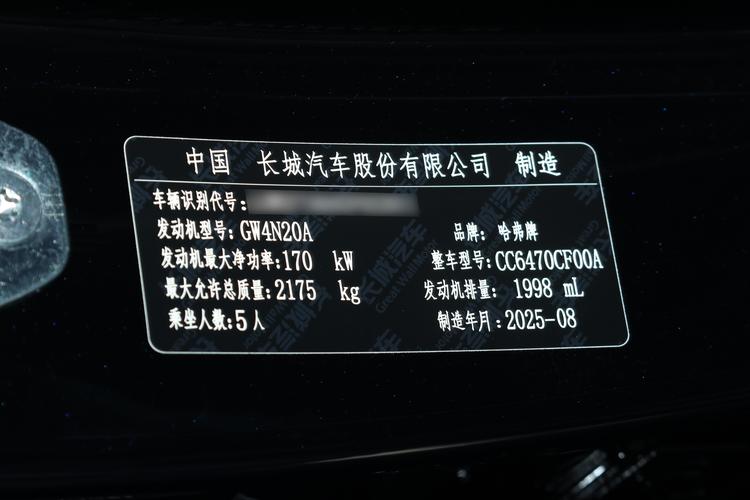 中国 长城汽车股份有限公司 制造
车辆识别代号:
发动机型号: GW4N20A 品牌: 哈弗牌
发动机最大净功率: 170 kW 整车型号: CC6470CF00A
最大允许总质量: 2175 kg 发动机排量: 1998 mL
乘坐人数: 5 人 制造年月: 2025-08